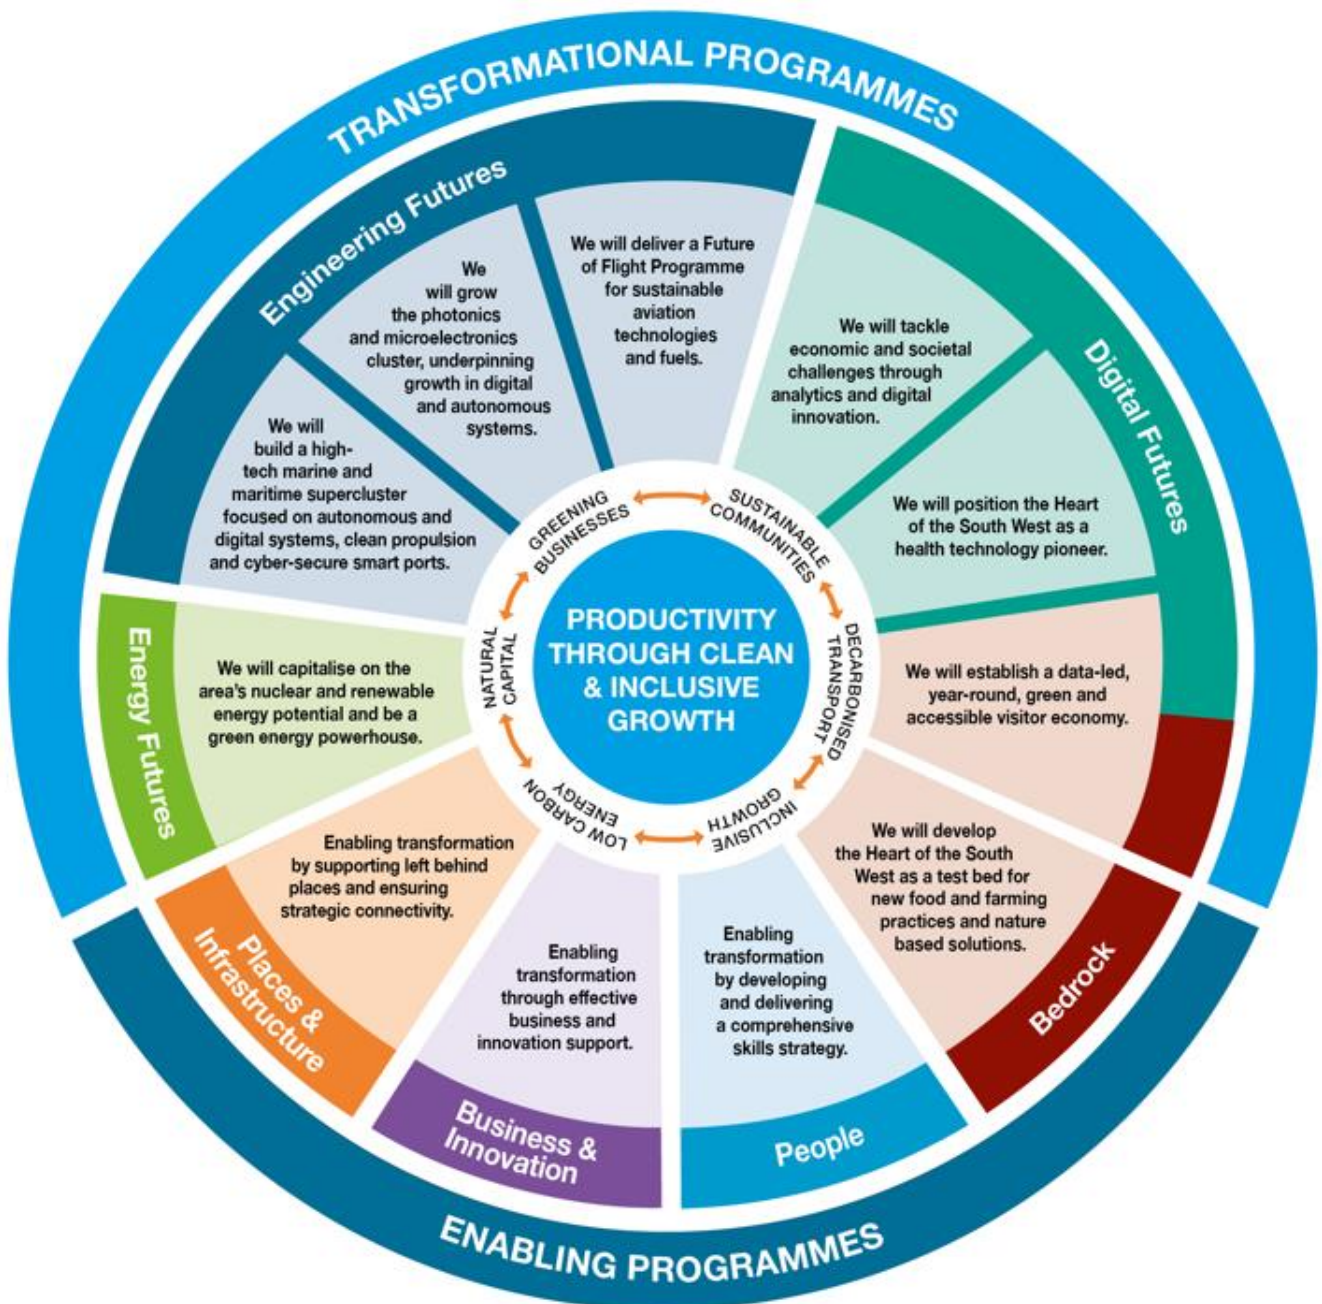 TRANSFORMATIONAL PROGRAMMES
Engineering Futures
We will
build a high-
tech marine and
maritime supercluster
focused on autonomous and
digital systems, clean propulsion
and cyber-secure smart ports.
We
will grow
the photonics
and microelectronics
cluster, underpinning
growth in digital
and autonomous
systems.
We will deliver a Future
of Flight Programme
for sustainable
aviation
technologies
and fuels.
Digital Futures
We will tackle
economic and societal
challenges through
analytics and digital
innovation.
We will position the Heart
of the South West as a
health technology pioneer.
We will establish a data-led,
year-round, green and
accessible visitor economy.
Bedrock
We will develop
the Heart of the South
West as a test bed for
new food and farming
practices and nature
based solutions.
People
Enabling
transformation
by developing
and delivering
a comprehensive
skills strategy.
Business &
Innovation
Enabling
transformation
through effective
business and
innovation support.
Places &
Infrastructure
Enabling transformation
by supporting left behind
places and ensuring
strategic connectivity.
Energy Futures
We will capitalise on the
area's nuclear and renewable
energy potential and be a
green energy powerhouse.
GREENING
BUSINESSES
SUSTAINABLE
COMMUNITIES
DECARBONISED
TRANSPORT
INCLUSIVE
GROWTH
LOW CARBON
ENERGY
NATURAL
CAPITAL
PRODUCTIVITY
THROUGH CLEAN
& INCLUSIVE
GROWTH
ENABLING PROGRAMMES